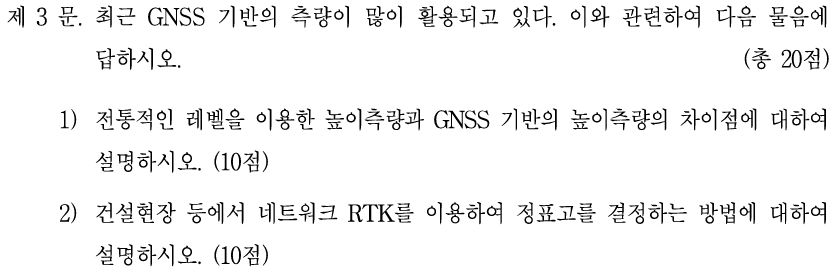 제 3 문. 최근 GNSS 기반의 측량이 많이 활용되고 있다. 이와 관련하여 다음 물음에
답하시오. (총 20점)
1) 전통적인 레벨을 이용한 높이측량과 GNSS 기반의 높이측량의 차이점에 대하여
설명하시오. (10점)
2) 건설현장 등에서 네트워크 RTK를 이용하여 정표고를 결정하는 방법에 대하여
설명하시오. (10점)